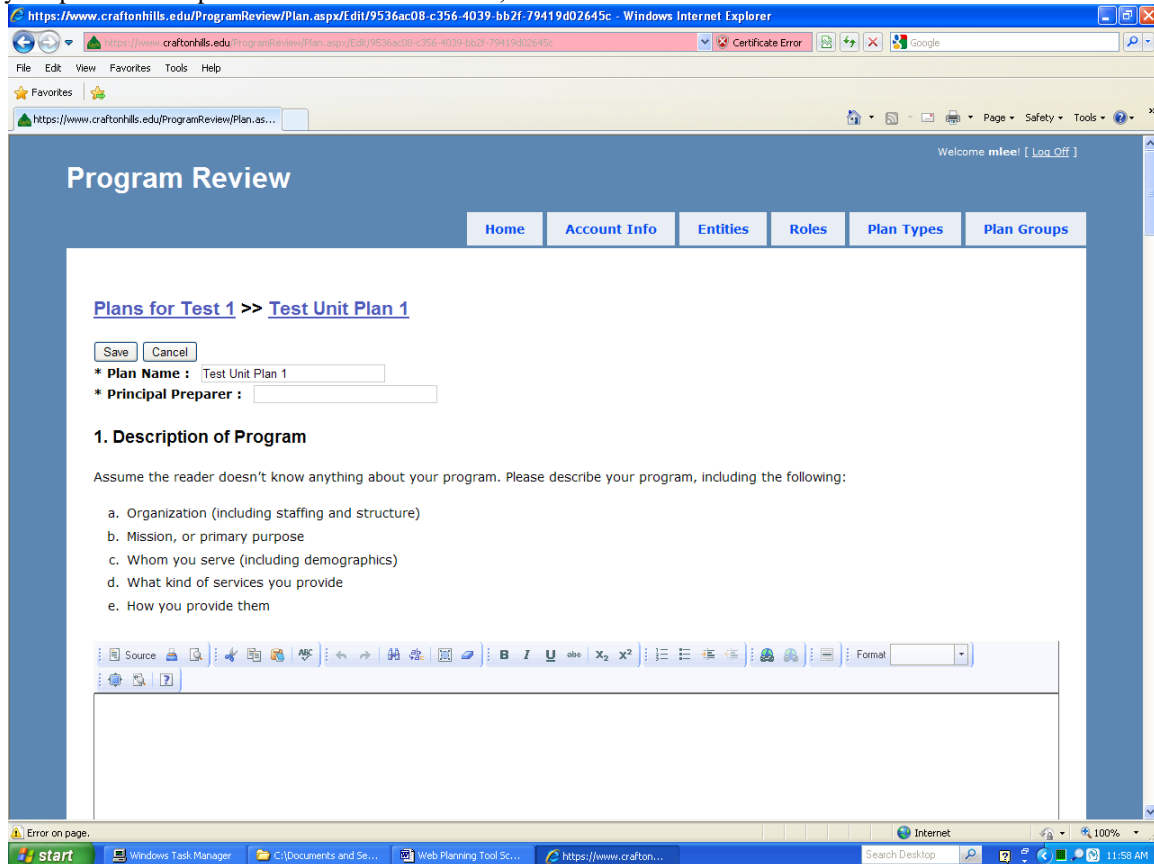 https://www.craftonhills.edu/ProgramReview/Plan.aspx/Edit/9536ac08-c356-4039-bb2f-79419d02645c - Windows Internet Explorer
https://www.craftonhills.edu/ProgramReview/Plan.aspx/Edit/9536ac08-c356-4039-bb2f-79419d02645c Certificate Error Google
File Edit View Favorites Tools Help
Favorites
https://www.craftonhills.edu/ProgramReview/Plan.as... Page Safety Tools
Welcome mlee! [ Log Off ]
Program Review
Home Account Info Entities Roles Plan Types Plan Groups
Plans for Test 1 >> Test Unit Plan 1
Save Cancel
* Plan Name : Test Unit Plan 1
* Principal Preparer :
1. Description of Program
Assume the reader doesn't know anything about your program. Please describe your program, including the following:
a. Organization (including staffing and structure)
b. Mission, or primary purpose
c. Whom you serve (including demographics)
d. What kind of services you provide
e. How you provide them
Source ABC B I U abc X₂ X² Format
Error on page. Internet 100%
start Windows Task Manager C:\Documents and Se... Web Planning Tool Sc... https://www.crafton... Search Desktop 11:58 AM